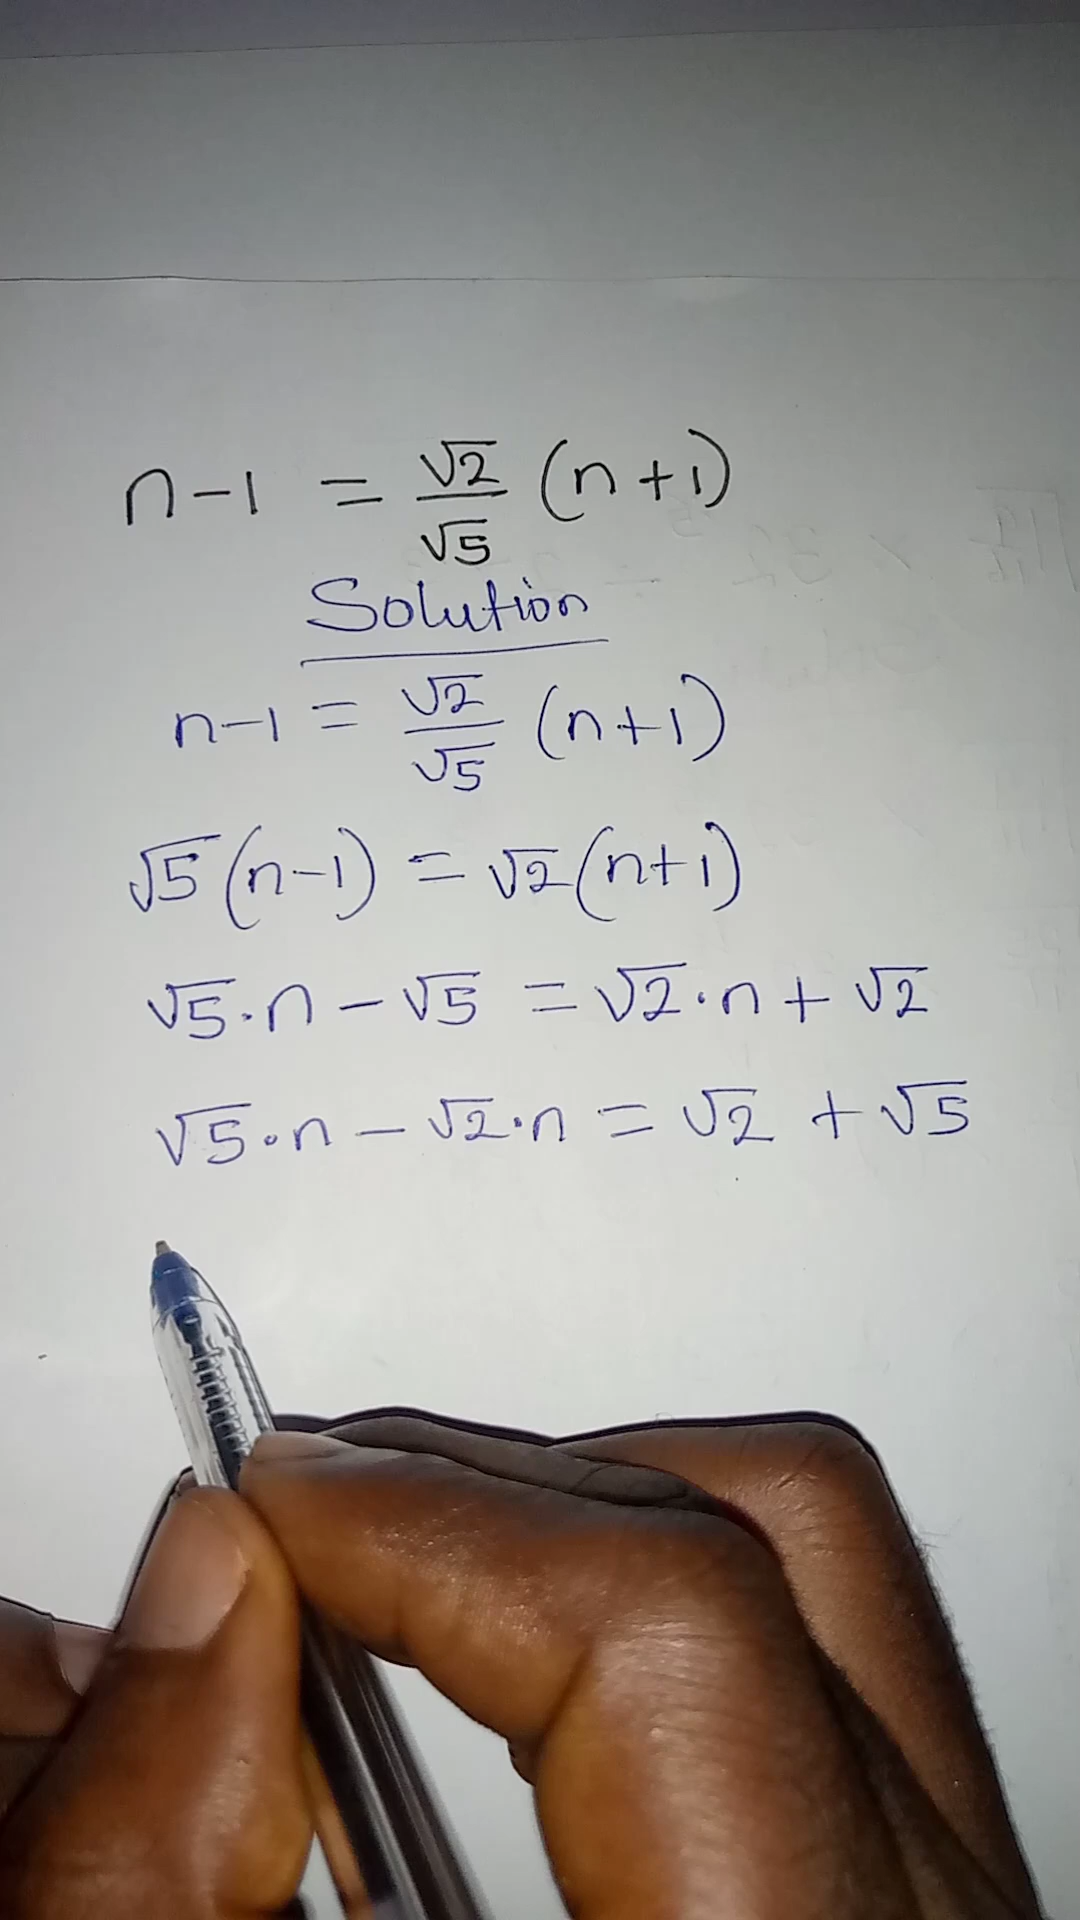 n-1 = √2/√5 (n+1)
Solution
n-1 = √2/√5 (n+1)
√5(n-1) = √2(n+1)
√5·n - √5 = √2·n + √2
√5·n - √2·n = √2 + √5